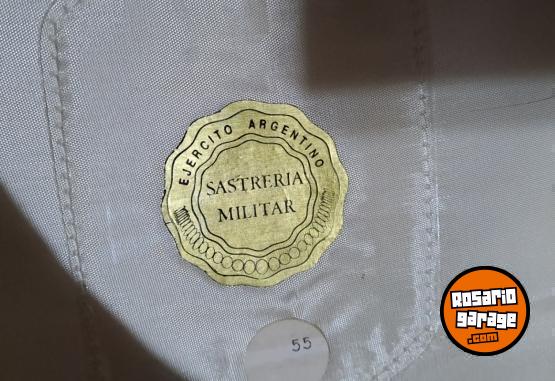 EJERCITO ARGENTINO
SASTRERIA
MILITAR
55
Rosario
garage
.com